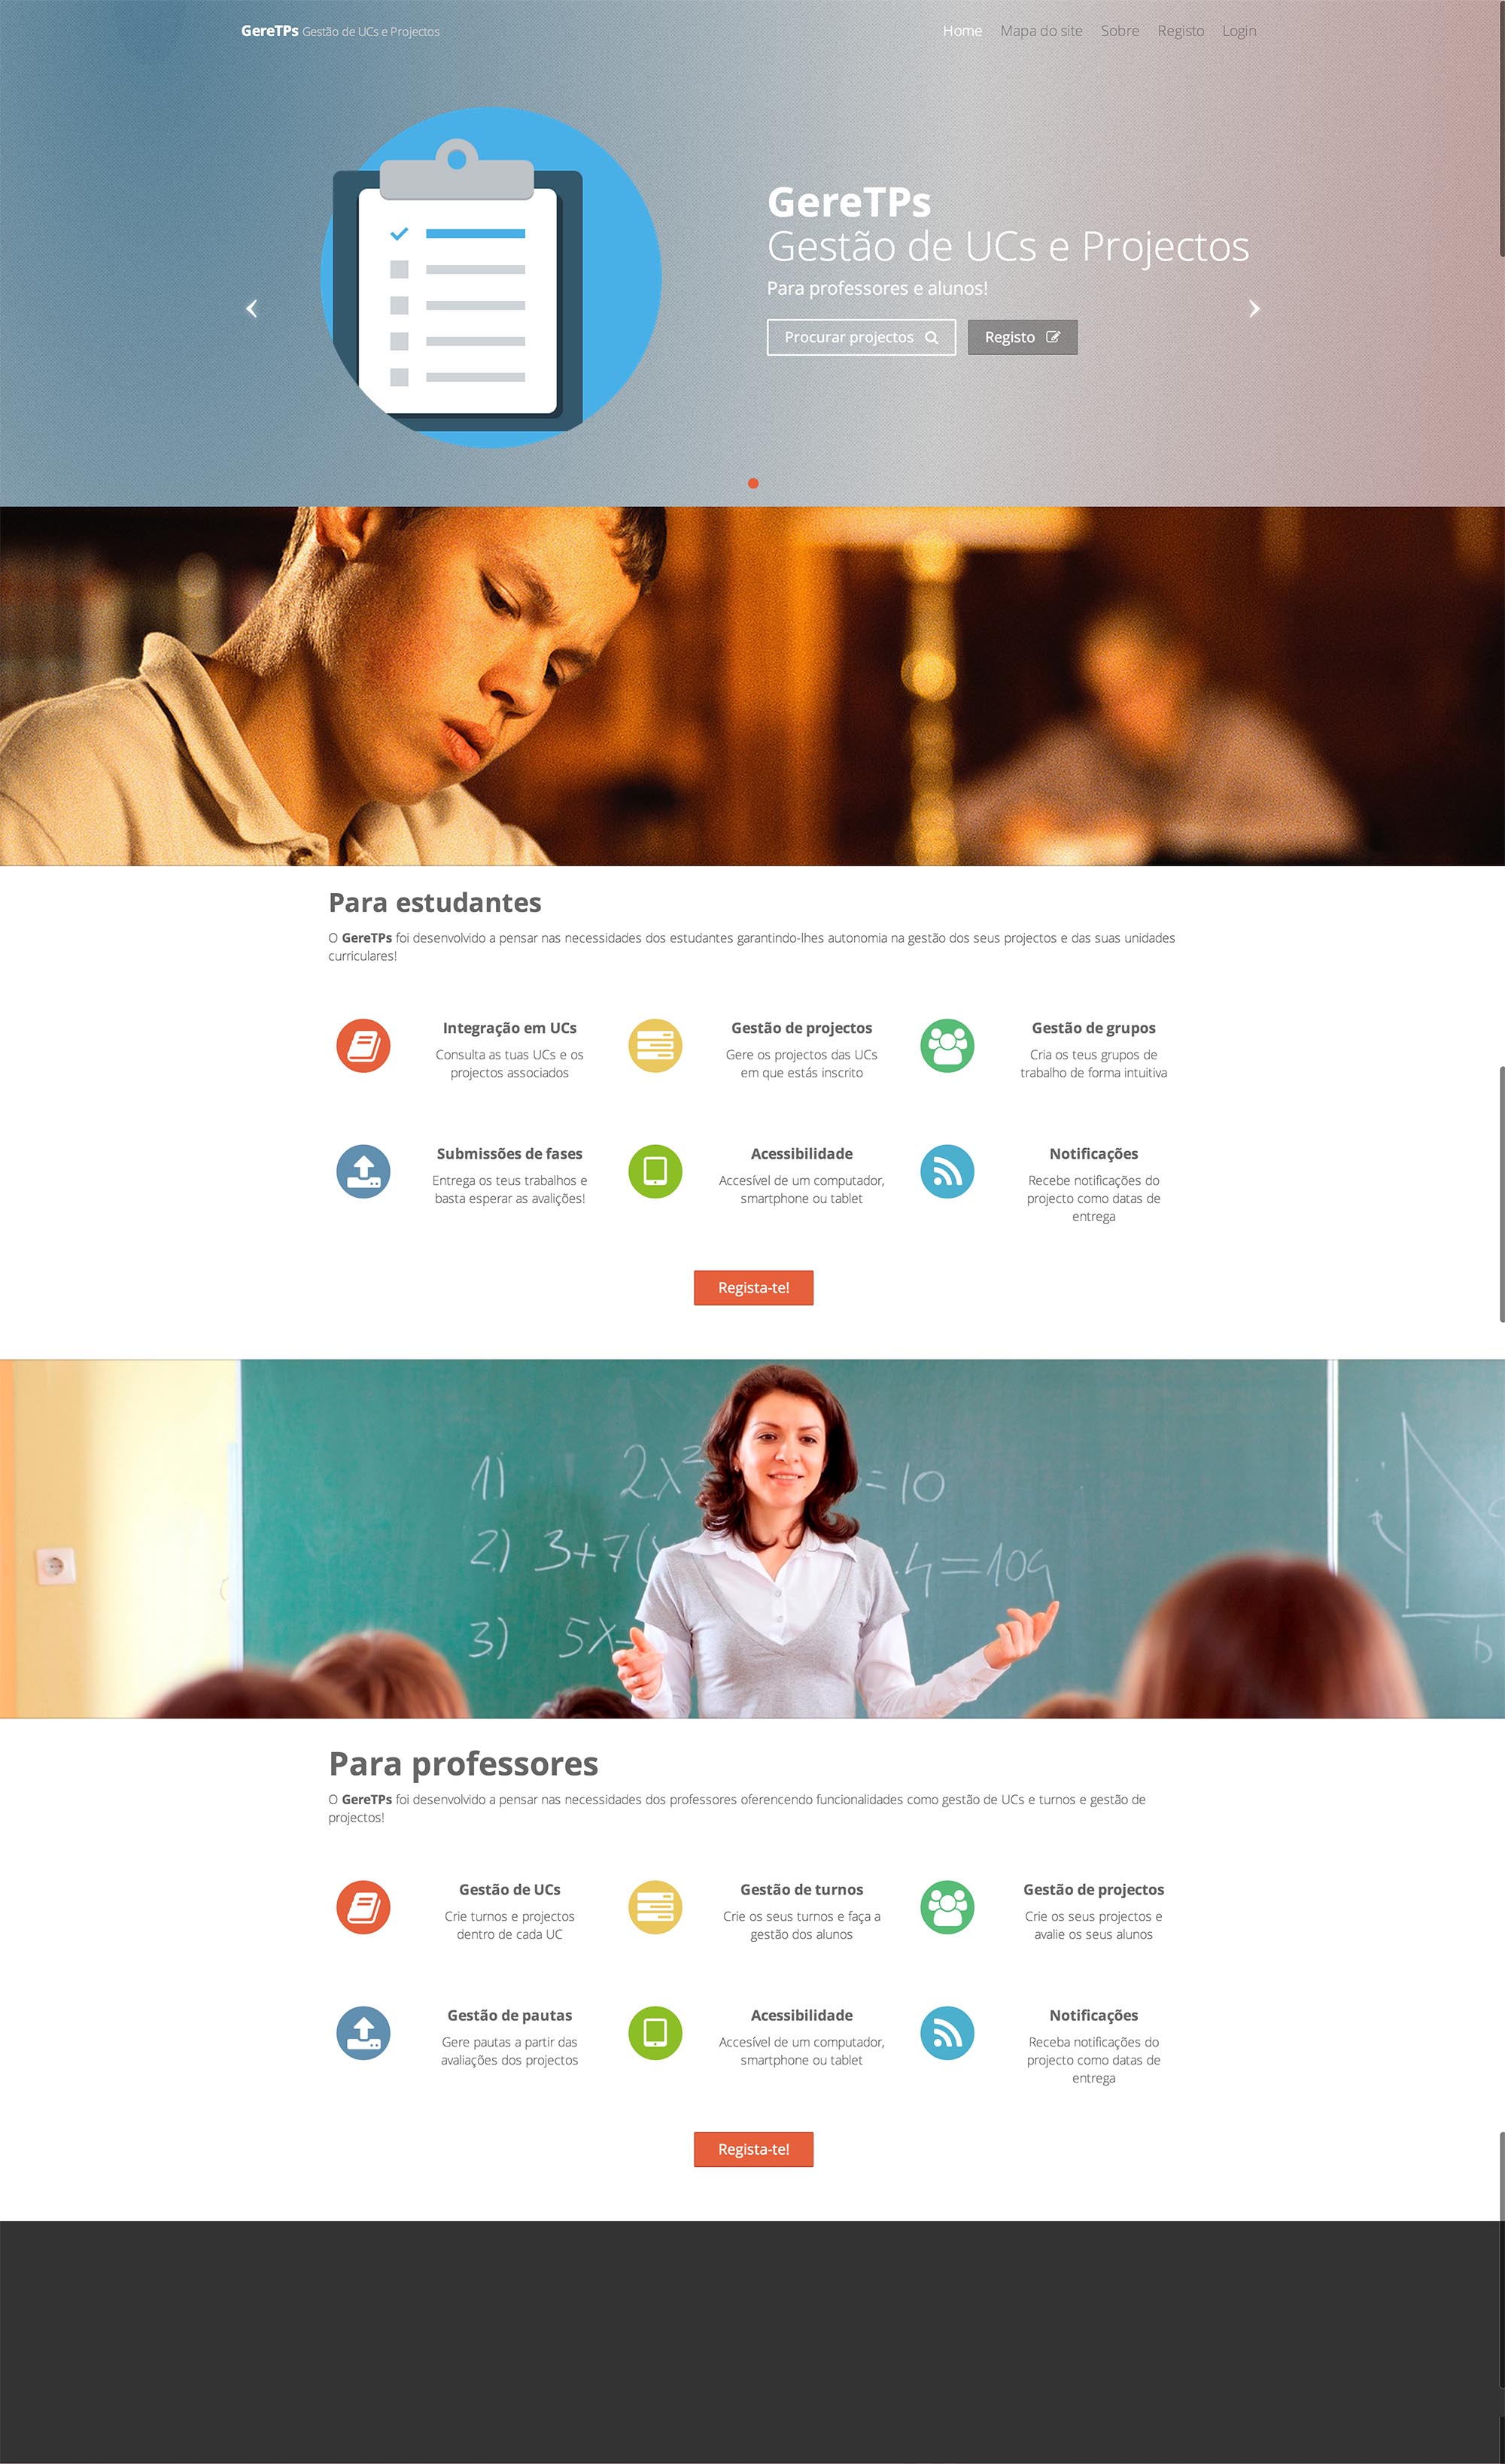 GereTPs Gestão de UCs e Projectos
Home Mapa do site Sobre Registo Login
GereTPs
Gestão de UCs e Projectos
Para professores e alunos!
Procurar projectos
Registo
Para estudantes
O GereTPs foi desenvolvido a pensar nas necessidades dos estudantes garantindo-lhes autonomia na gestão dos seus projectos e das suas unidades
curriculares!
Integração em UCs
Consulta as tuas UCs e os
projectos associados
Gestão de projectos
Gere os projectos das UCs
em que estás inscrito
Gestão de grupos
Cria os teus grupos de
trabalho de forma intuitiva
Submissões de fases
Entrega os teus trabalhos e
basta esperar as avalições!
Acessibilidade
Accesível de um computador,
smartphone ou tablet
Notificações
Recebe notificações do
projecto como datas de
entrega
Regista-te!
1) 2x² =10
2) 3+7( .4=109
3) 5x-
b
Para professores
O GereTPs foi desenvolvido a pensar nas necessidades dos professores oferencendo funcionalidades como gestão de UCs e turnos e gestão de
projectos!
Gestão de UCs
Crie turnos e projectos
dentro de cada UC
Gestão de turnos
Crie os seus turnos e faça a
gestão dos alunos
Gestão de projectos
Crie os seus projectos e
avalie os seus alunos
Gestão de pautas
Gere pautas a partir das
avaliações dos projectos
Acessibilidade
Accesível de um computador,
smartphone ou tablet
Notificações
Receba notificações do
projecto como datas de
entrega
Regista-te!